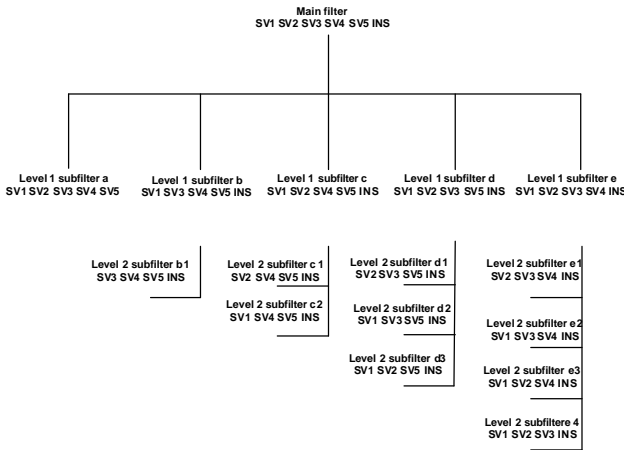 Main filter
SV1 SV2 SV3 SV4 SV5 INS
Level 1 subfilter a
SV1 SV2 SV3 SV4 SV5
Level 1 subfilter b
SV1 SV3 SV4 SV5 INS
Level 1 subfilter c
SV1 SV2 SV4 SV5 INS
Level 1 subfilter d
SV1 SV2 SV3 SV5 INS
Level 1 subfilter e
SV1 SV2 SV3 SV4 INS
Level 2 subfilter b1
SV3 SV4 SV5 INS
Level 2 subfilter c1
SV2 SV4 SV5 INS
Level 2 subfilter c2
SV1 SV4 SV5 INS
Level 2 subfilter d1
SV2 SV3 SV5 INS
Level 2 subfilter d2
SV1 SV3 SV5 INS
Level 2 subfilter d3
SV1 SV2 SV5 INS
Level 2 subfilter e1
SV2 SV3 SV4 INS
Level 2 subfilter e2
SV1 SV3 SV4 INS
Level 2 subfilter e3
SV1 SV2 SV4 INS
Level 2 subfiltere 4
SV1 SV2 SV3 INS